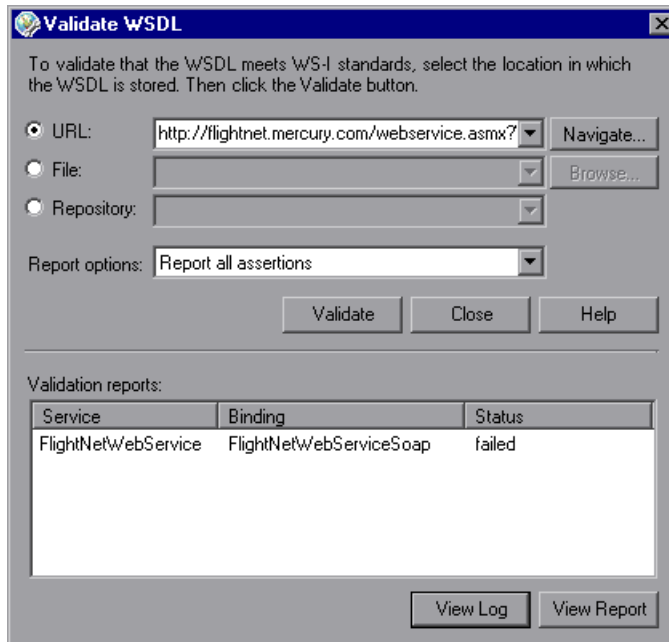 Validate WSDL
To validate that the WSDL meets WS-I standards, select the location in which
the WSDL is stored. Then click the Validate button.
URL: http://flightnet.mercury.com/webservice.asmx? Navigate...
File: Browse...
Repository:
Report options: Report all assertions
Validate Close Help
Validation reports:
Service Binding Status
FlightNetWebService FlightNetWebServiceSoap failed
View Log View Report